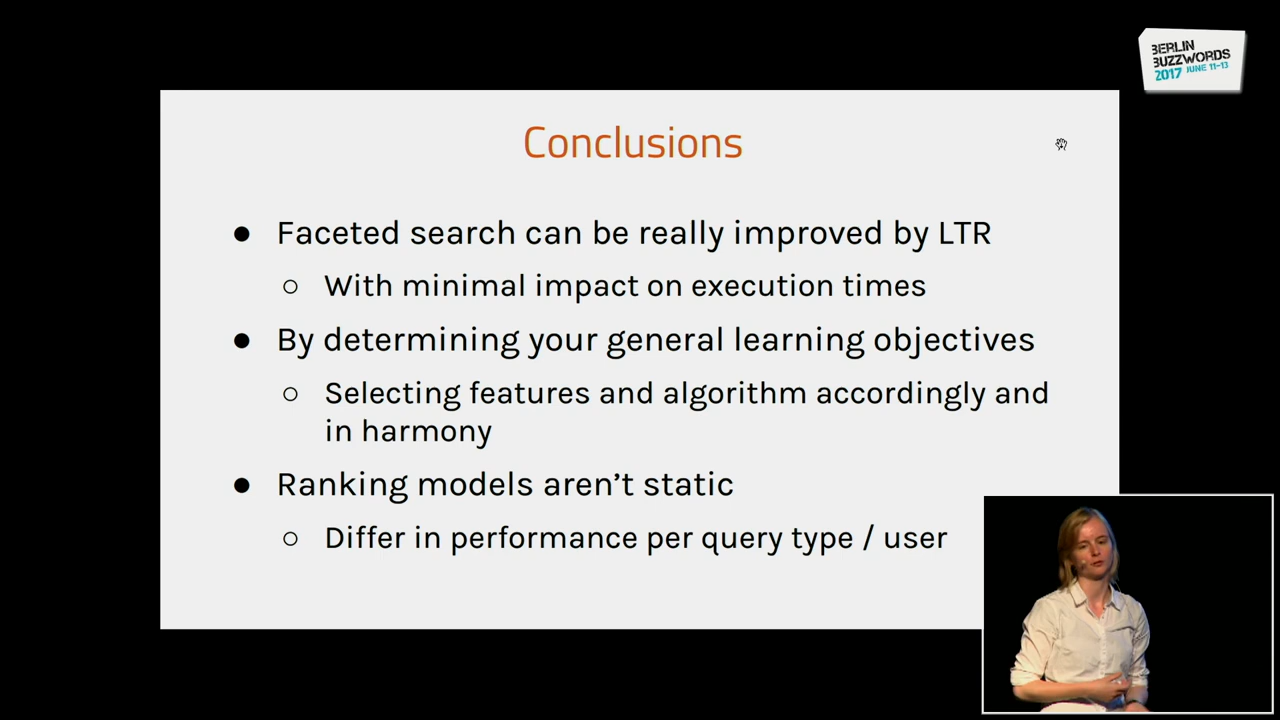 BERLIN
BUZZWORDS
2017 JUNE 11-13
Conclusions
● Faceted search can be really improved by LTR
○ With minimal impact on execution times
● By determining your general learning objectives
○ Selecting features and algorithm accordingly and
in harmony
● Ranking models aren’t static
○ Differ in performance per query type / user